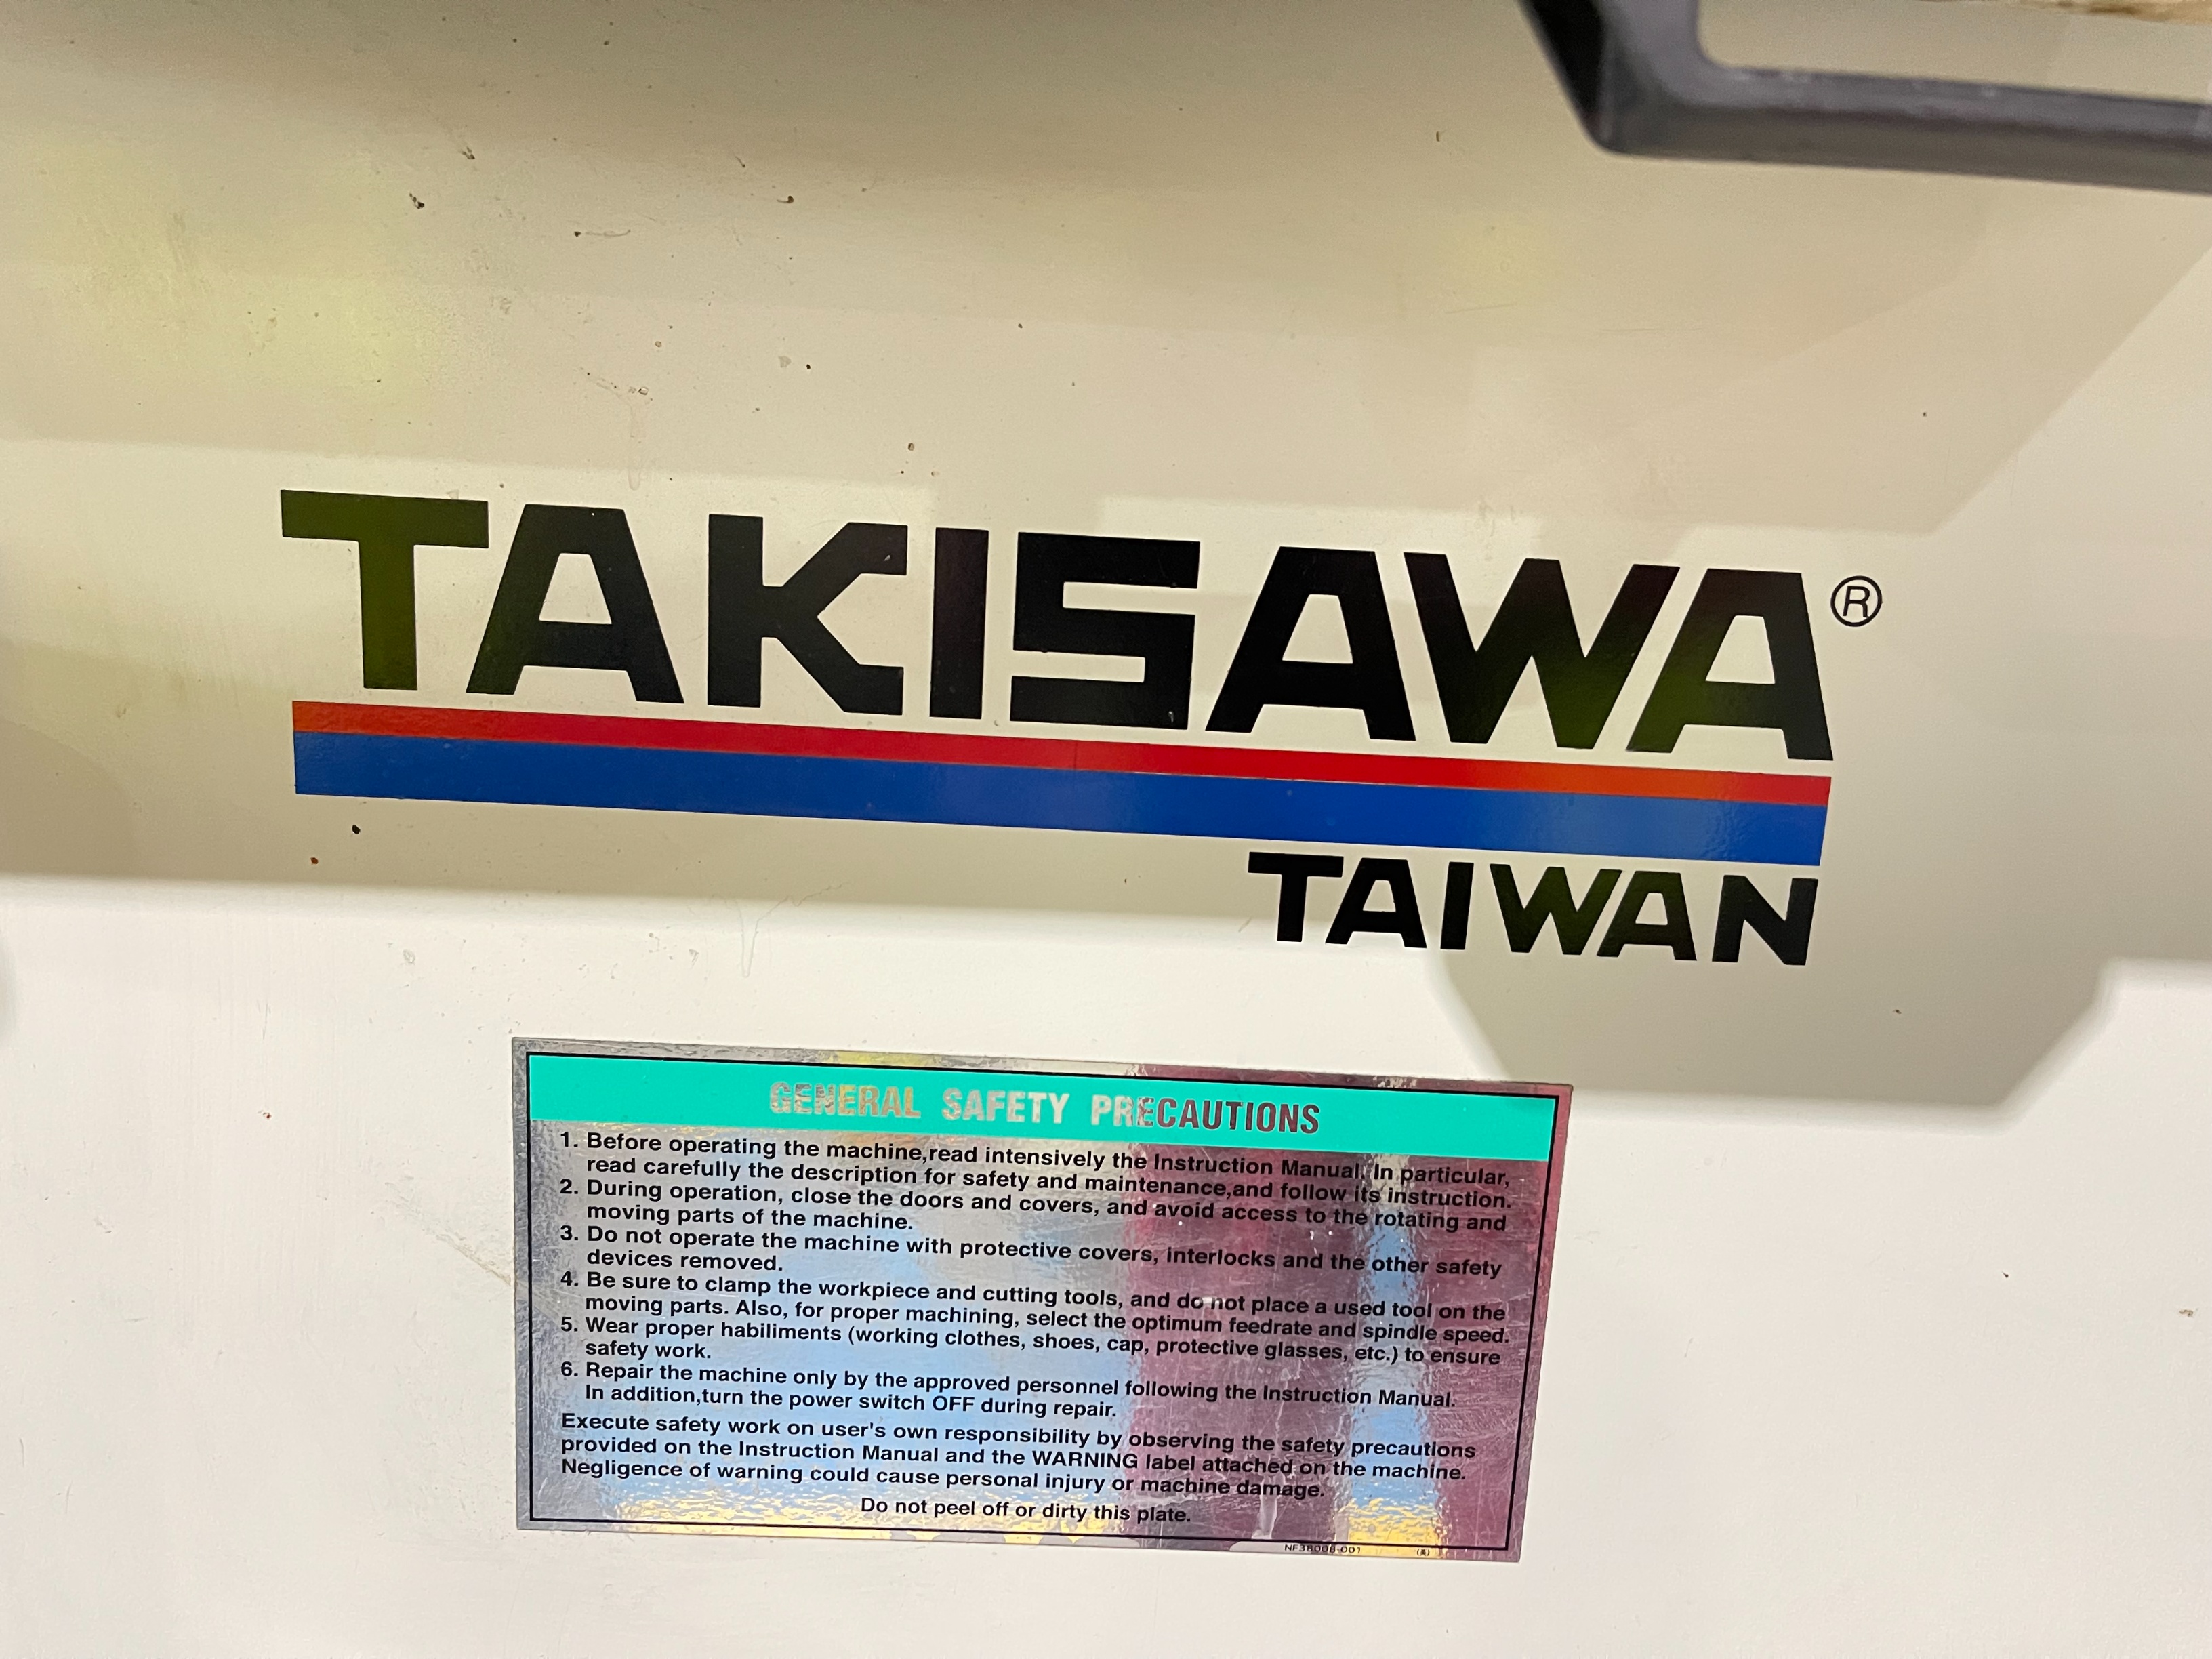 TAKISAWA®
TAIWAN
GENERAL SAFETY PRECAUTIONS
1. Before operating the machine,read intensively the Instruction Manual. In particular,
read carefully the description for safety and maintenance,and follow its instruction.
2. During operation, close the doors and covers, and avoid access to the rotating and
moving parts of the machine.
3. Do not operate the machine with protective covers, interlocks and the other safety
devices removed.
4. Be sure to clamp the workpiece and cutting tools, and do not place a used tool on the
moving parts. Also, for proper machining, select the optimum feedrate and spindle speed.
5. Wear proper habiliments (working clothes, shoes, cap, protective glasses, etc.) to ensure
safety work.
6. Repair the machine only by the approved personnel following the Instruction Manual.
In addition,turn the power switch OFF during repair.
Execute safety work on user's own responsibility by observing the safety precautions
provided on the Instruction Manual and the WARNING label attached on the machine.
Negligence of warning could cause personal injury or machine damage.
Do not peel off or dirty this plate.